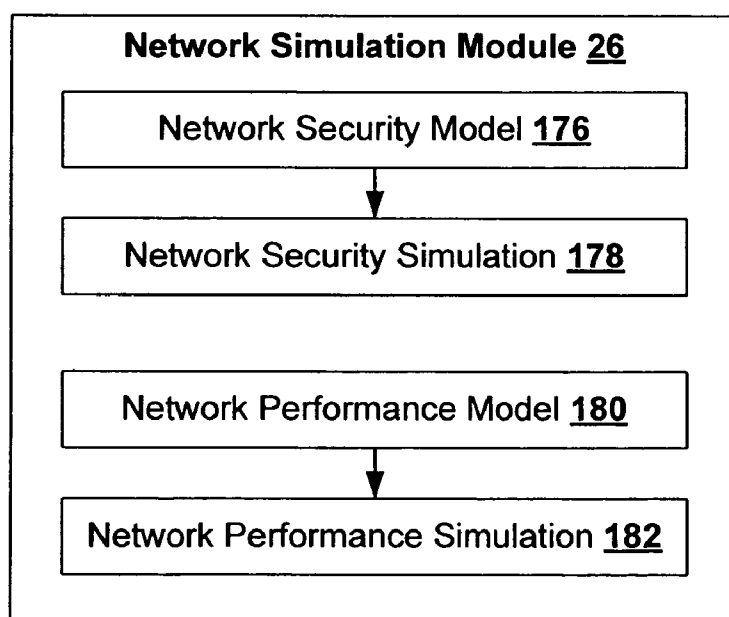 Network Simulation Module 26
Network Security Model 176
Network Security Simulation 178
Network Performance Model 180
Network Performance Simulation 182